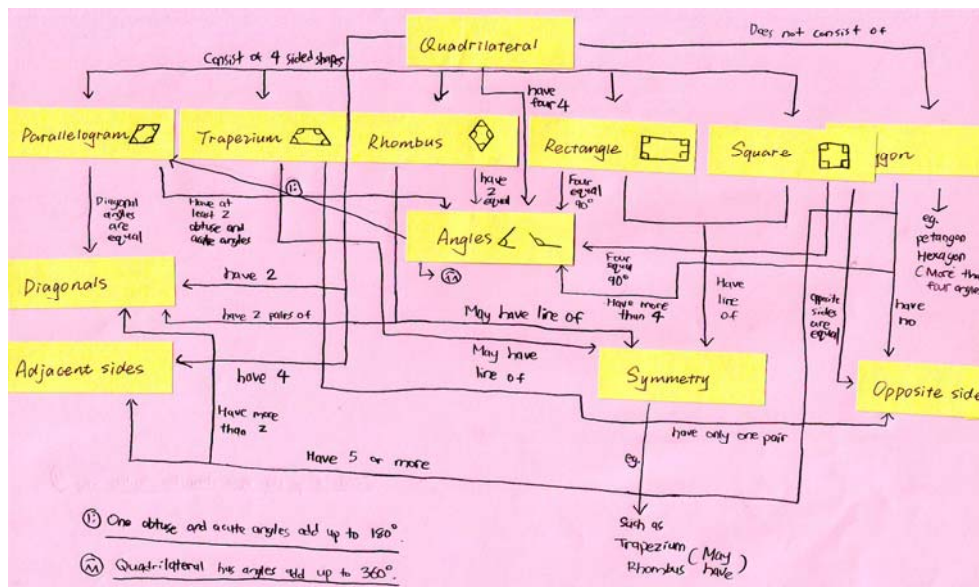 Quadrilateral
Does not consist of
Consist of 4 sided shapes
have
four 4
Parallelogram
Trapezium
Rhombus
Rectangle
Square
ygon
Diagonal
angles
are
equal
Have at
least 2
obtuse and
acute angles
I:
have
2
equal
Four
equal
90°
eg.
petangon
Hexagon
(More tha
four angles
Angles
Four
equal
90°
Have more
than 4
Have
line
of
opposite
sides
are
equal
have
no
Diagonals
have 2
have 2 pairs of
May have line of
May have
line of
Adjacent sides
have 4
Symmetry
Opposite side
Have more
than 2
have only one pair
Have 5 or more
eg.
Such as
Trapezium (May
Rhombus have)
I: One obtuse and acute angles add up to 180°.
Quadrilateral has angles add up to 360°.